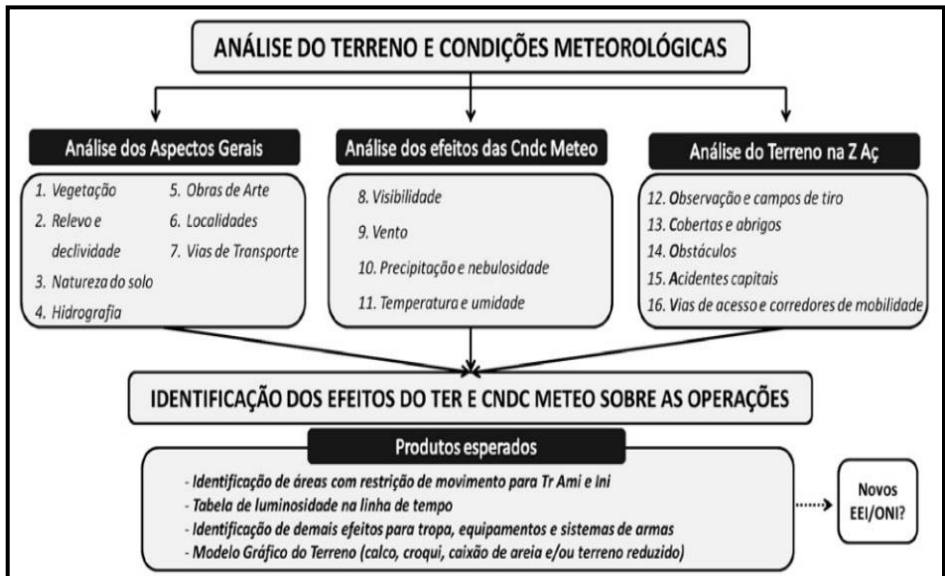 ANÁLISE DO TERRENO E CONDIÇÕES METEOROLÓGICAS
Análise dos Aspectos Gerais
1. Vegetação
2. Relevo e
declividade
3. Natureza do solo
4. Hidrografia
5. Obras de Arte
6. Localidades
7. Vias de Transporte
Análise dos efeitos das Cndc Meteo
8. Visibilidade
9. Vento
10. Precipitação e nebulosidade
11. Temperatura e umidade
Análise do Terreno na Z Aç
12. Observação e campos de tiro
13. Cobertas e abrigos
14. Obstáculos
15. Acidentes capitais
16. Vias de acesso e corredores de mobilidade
IDENTIFICAÇÃO DOS EFEITOS DO TER E CNDC METEO SOBRE AS OPERAÇÕES
Produtos esperados
- Identificação de áreas com restrição de movimento para Tr Ami e Ini
- Tabela de luminosidade na linha de tempo
- Identificação de demais efeitos para tropa, equipamentos e sistemas de armas
- Modelo Gráfico do Terreno (calco, croqui, caixão de areia e/ou terreno reduzido)
Novos
EEI/ONI?